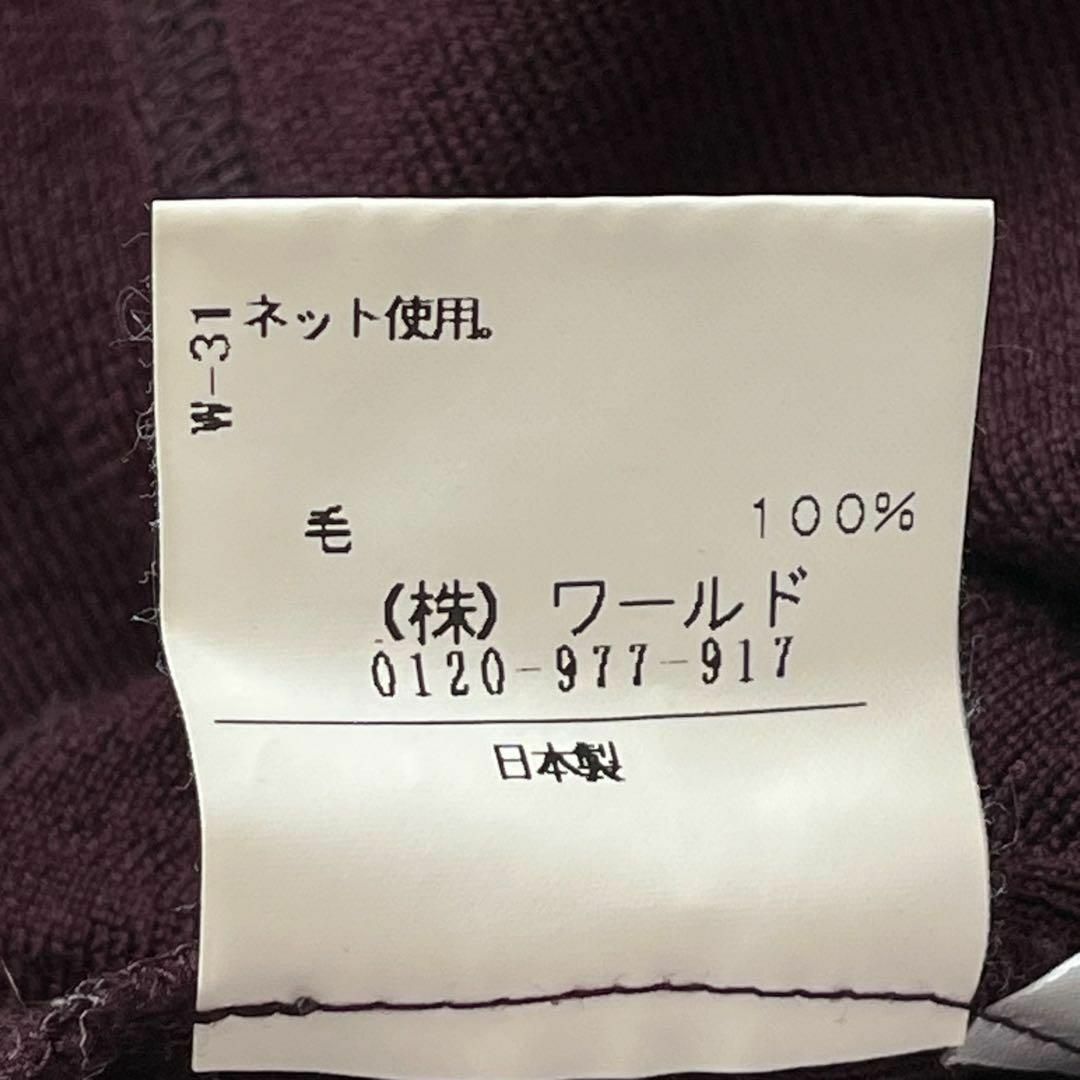 W-31
ネット使用。
毛 100%
(株) ワールド
0120-977-917
日本製